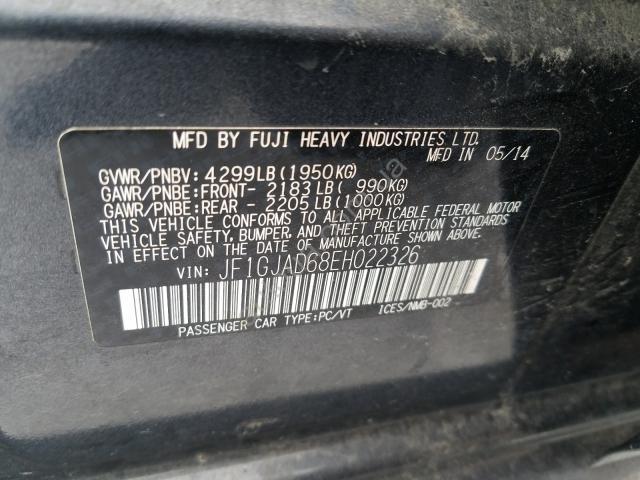 MFD BY FUJI HEAVY INDUSTRIES LTD.
MFD IN 05/14
GVWR/PNBV: 4299LB(1950KG)
GAWR/PNBE:FRONT- 2183LB( 990KG)
GAWR/PNBE:REAR - 2205LB(1000KG)
THIS VEHICLE CONFORMS TO ALL APPLICABLE FEDERAL MOTOR
VEHICLE SAFETY, BUMPER, AND THEFT PREVENTION STANDARDS
IN EFFECT ON THE DATE OF MANUFACTURE SHOWN ABOVE.
VIN: JF1GJAD68EH022326
PASSENGER CAR TYPE:PC/VT ICES/NMB-002